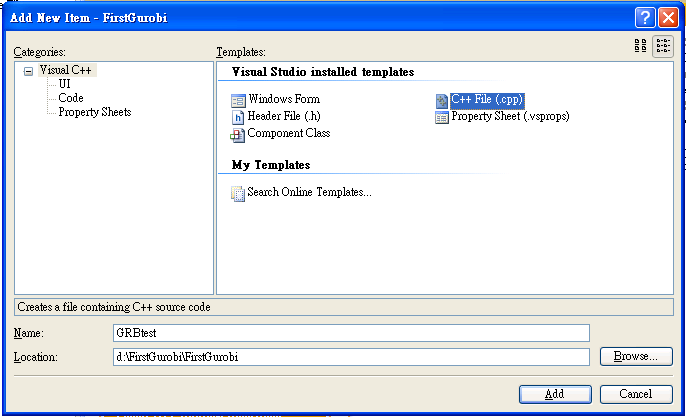 Add New Item - FirstGurobi
Categories:
Templates:
Visual C++
UI
Code
Property Sheets
Visual Studio installed templates
Windows Form
C++ File (.cpp)
Header File (.h)
Property Sheet (.vsprops)
Component Class
My Templates
Search Online Templates...
Creates a file containing C++ source code
Name:
GRBtest
Location:
d:\FirstGurobi\FirstGurobi
Browse...
Add
Cancel